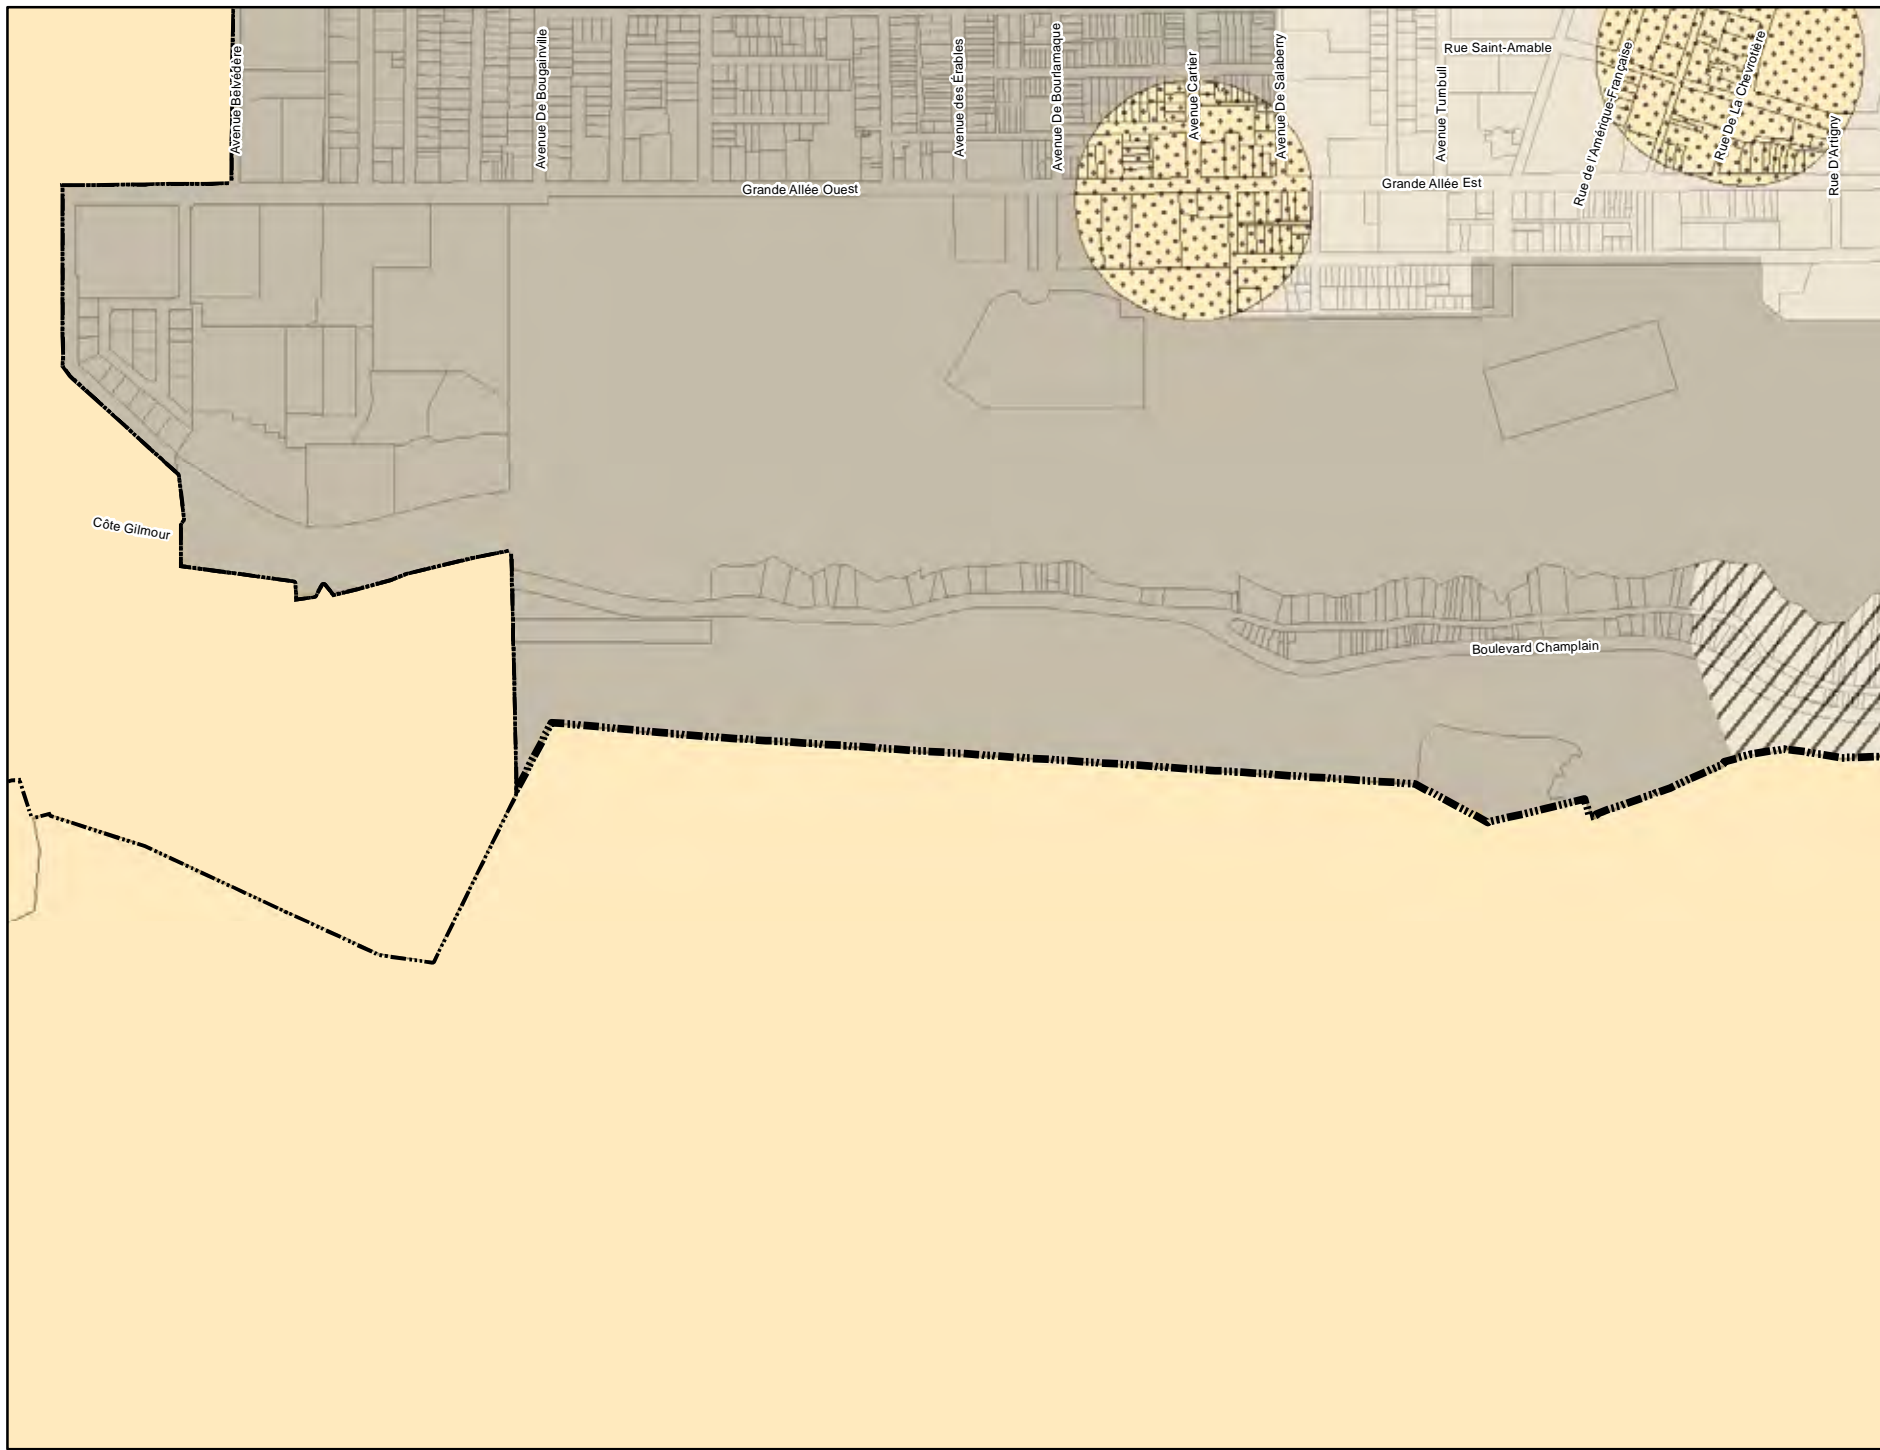 Avenue Belvédère
Avenue De Bougainville
Avenue des Érables
Avenue De Bourlamaque
Avenue Cartier
Avenue De Salaberry
Avenue Turnbull
Rue Saint-Amable
Rue de l'Amérique-Française
Rue De La Chevrotière
Rue D'Artigny
Grande Allée Ouest
Grande Allée Est
Côte Gilmour
Boulevard Champlain